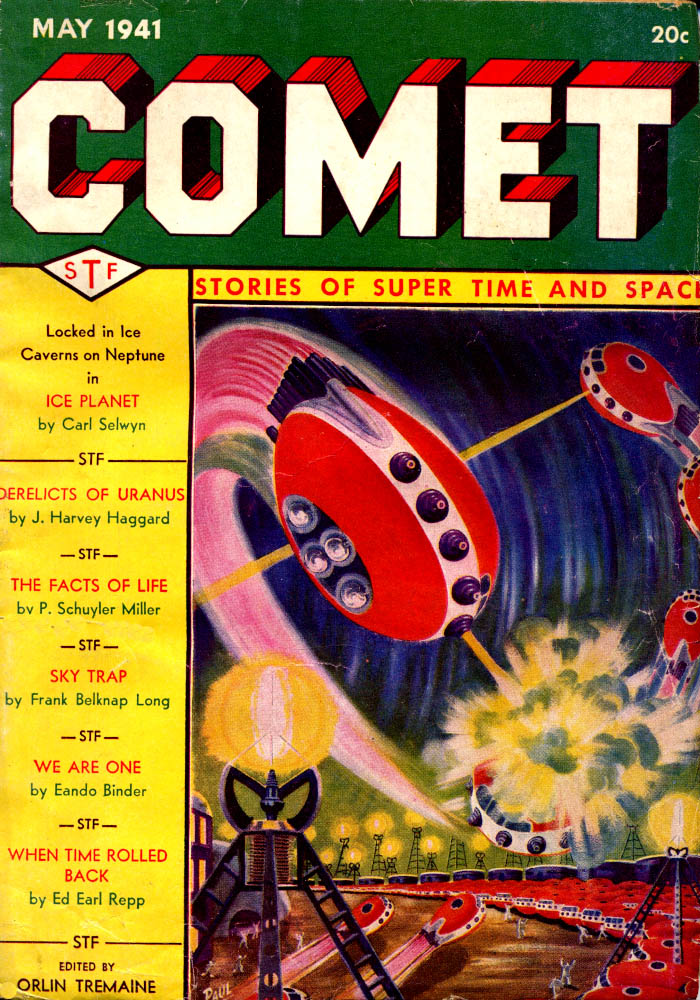 MAY 1941
20c
COMET
STF
STORIES OF SUPER TIME AND SPAC
Locked in Ice
Caverns on Neptune
in
ICE PLANET
by Carl Selwyn
STF
DERELICTS OF URANUS
by J. Harvey Haggard
STF
THE FACTS OF LIFE
by P. Schuyler Miller
STF
SKY TRAP
by Frank Belknap Long
STF
WE ARE ONE
by Eando Binder
STF
WHEN TIME ROLLED
BACK
by Ed Earl Repp
STF
EDITED BY
ORLIN TREMAINE
PAUL